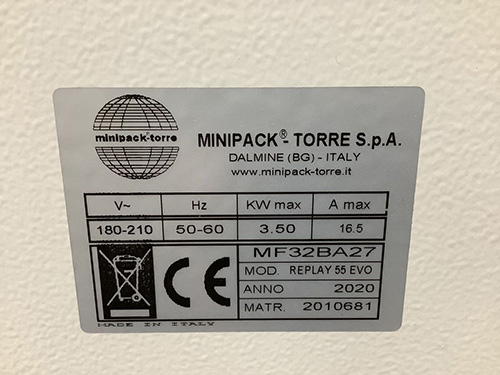 minipack-torre
MINIPACK® - TORRE S.p.A.
DALMINE (BG) - ITALY
www.minipack-torre.it
V~ Hz KW max A max
180-210 50-60 3.50 16.5
MF32BA27
CE MOD. REPLAY 55 EVO
ANNO 2020
MATR. 2010681
MADE IN ITALY